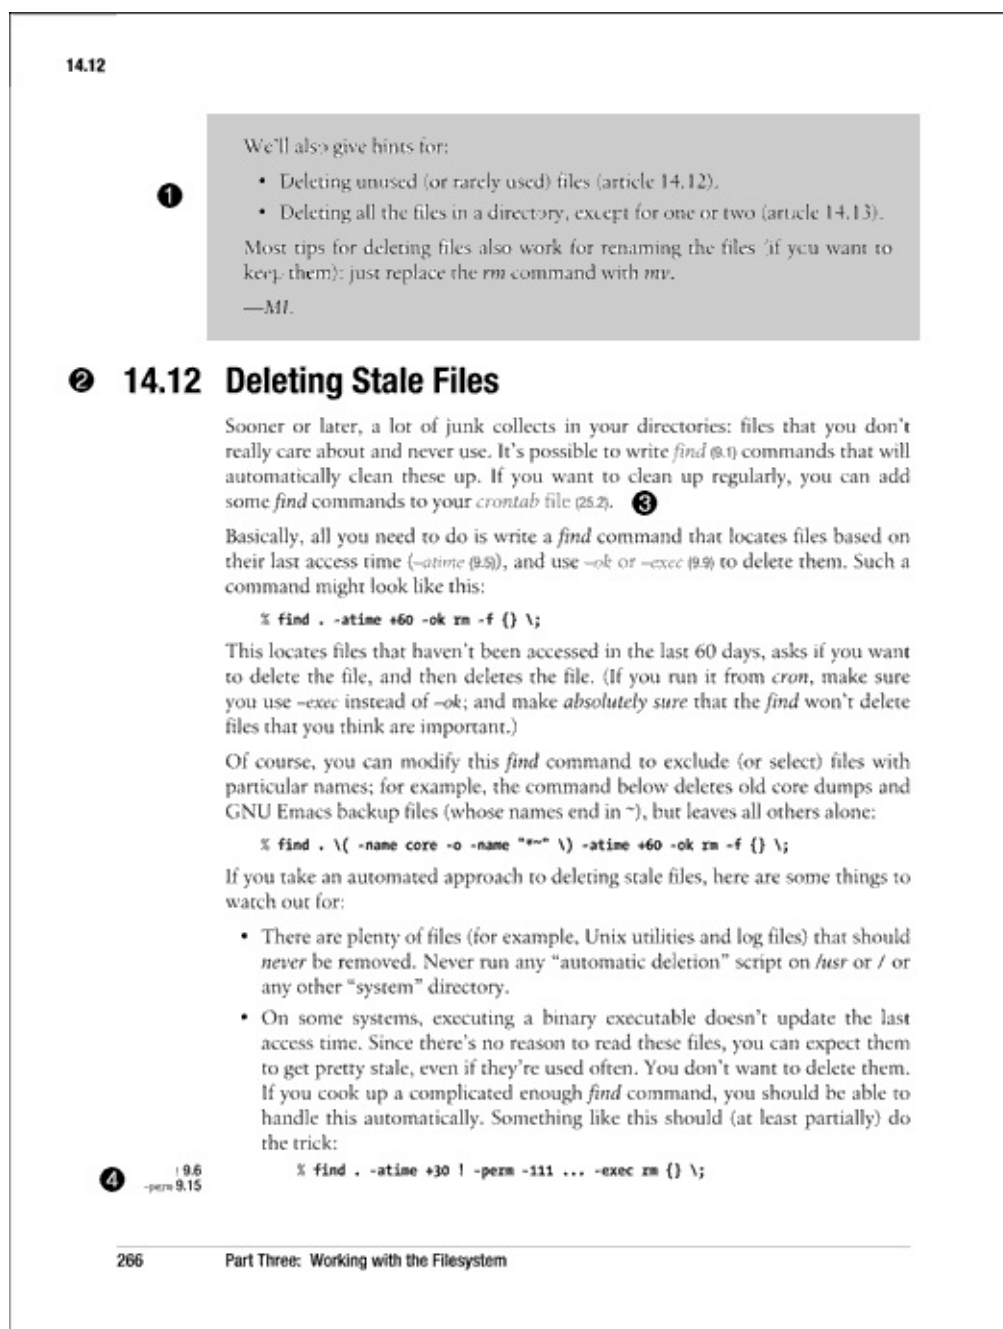 14.12
We'll also give hints for:
• Deleting unused (or rarely used) files (article 14.12).
❶
• Deleting all the files in a directory, except for one or two (article 14.13).
Most tips for deleting files also work for renaming the files (if you want to
keep them): just replace the rm command with mv.
—ML
❷ 14.12 Deleting Stale Files
Sooner or later, a lot of junk collects in your directories: files that you don't
really care about and never use. It's possible to write find (9.1) commands that will
automatically clean these up. If you want to clean up regularly, you can add
some find commands to your crontab file (25.2). ❸
Basically, all you need to do is write a find command that locates files based on
their last access time (–atime (9.5)), and use –ok or –exec (9.9) to delete them. Such a
command might look like this:
% find . -atime +60 -ok rm -f {} \;
This locates files that haven't been accessed in the last 60 days, asks if you want
to delete the file, and then deletes the file. (If you run it from cron, make sure
you use –exec instead of –ok; and make absolutely sure that the find won't delete
files that you think are important.)
Of course, you can modify this find command to exclude (or select) files with
particular names; for example, the command below deletes old core dumps and
GNU Emacs backup files (whose names end in ~), but leaves all others alone:
% find . \( -name core -o -name "*~" \) -atime +60 -ok rm -f {} \;
If you take an automated approach to deleting stale files, here are some things to
watch out for:
• There are plenty of files (for example, Unix utilities and log files) that should
never be removed. Never run any "automatic deletion" script on /usr or / or
any other "system" directory.
• On some systems, executing a binary executable doesn't update the last
access time. Since there's no reason to read these files, you can expect them
to get pretty stale, even if they're used often. You don't want to delete them.
If you cook up a complicated enough find command, you should be able to
handle this automatically. Something like this should (at least partially) do
the trick:
! 9.6
% find . -atime +30 ! -perm -111 ... -exec rm {} \;
❹ -perm 9.15
266 Part Three: Working with the Filesystem